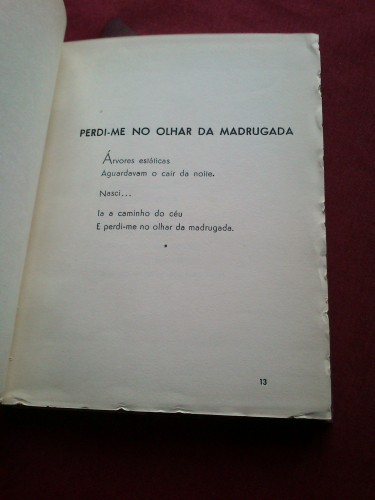 PERDI-ME NO OLHAR DA MADRUGADA
Árvores estáticas
Aguardavam o cair da noite.
Nasci...
Ia a caminho do céu
E perdi-me no olhar da madrugada.
*
13